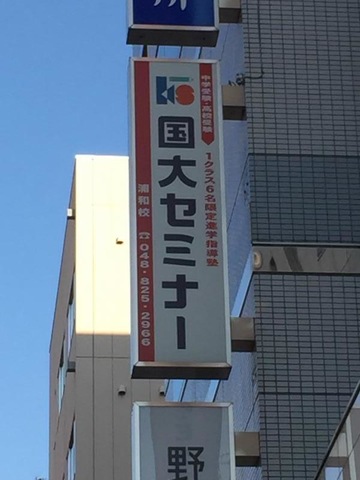 KS
中学受験・高校受験
1クラス6名限定進学指導塾
国大セミナー
浦和校 ☎048-825-2966
野